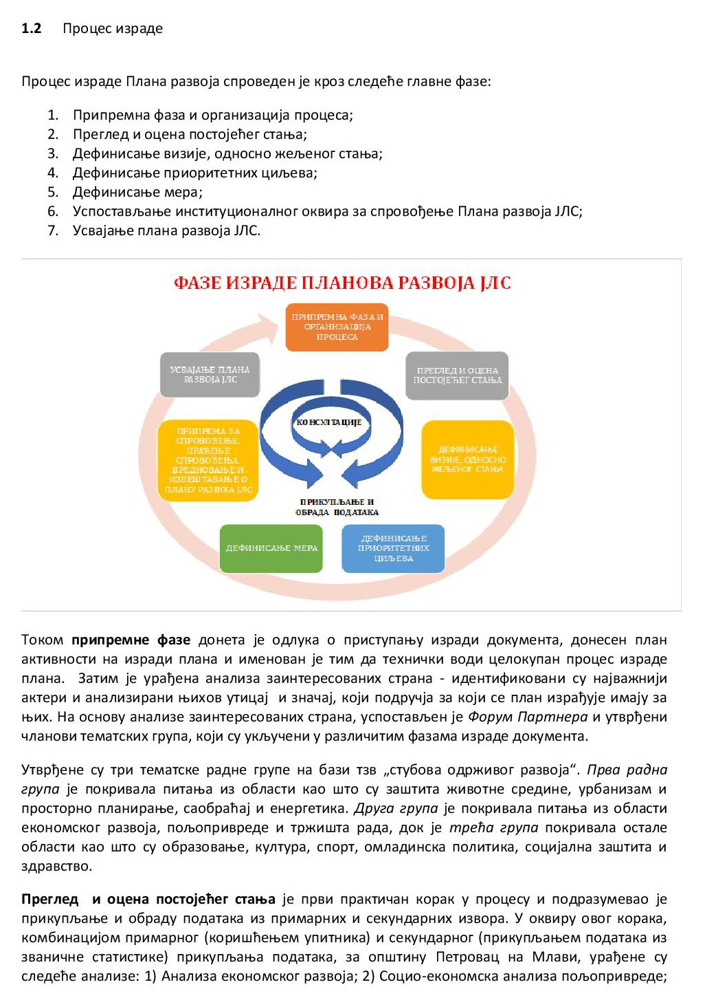 1.2 Процес израде
Процес израде Плана развоја спроведен је кроз следеће главне фазе:
1. Припремна фаза и организација процеса;
2. Преглед и оцена постојећег стања;
3. Дефинисање визије, односно жељеног стања;
4. Дефинисање приоритетних циљева;
5. Дефинисање мера;
6. Успостављање институционалног оквира за спровођење Плана развоја ЈЛС;
7. Усвајање плана развоја ЈЛС.
ФАЗЕ ИЗРАДЕ ПЛАНОВА РАЗВОЈА ЈЛС
ПРИПРЕМНА ФАЗА И
ОРГАНИЗАЦИЈА
ПРОЦЕСА
ПРЕГЛЕД И ОЦЕНА
ПОСТОЈЕЋЕГ СТАЊА
ДЕФИНИСАЊЕ
ВИЗИЈЕ, ОДНОСНО
ЖЕЉЕНОГ СТАЊА
ДЕФИНИСАЊЕ
ПРИОРИТЕТНИХ
ЦИЉЕВА
ДЕФИНИСАЊЕ МЕРА
ПРИПРЕМА ЗА
СПРОВОЂЕЊЕ,
ПРАЋЕЊЕ
СПРОВОЂЕЊА,
ВРЕДНОВАЊЕ И
ИЗВЕШТАВАЊЕ О
ПЛАНУ РАЗВОЈА ЈЛС
УСВАЈАЊЕ ПЛАНА
РАЗВОЈА ЈЛС
КОНСУЛТАЦИЈЕ
ПРИКУПЉАЊЕ И
ОБРАДА ПОДАТАКА
Током припремне фазе донета је одлука о приступању изради документа, донесен план
активности на изради плана и именован је тим да технички води целокупан процес израде
плана. Затим је урађена анализа заинтересованих страна - идентификовани су најважнији
актери и анализирани њихов утицај и значај, који подручја за који се план израђује имају за
њих. На основу анализе заинтересованих страна, успостављен је Форум Партнера и утврђени
чланови тематских група, који су укључени у различитим фазама израде документа.
Утврђене су три тематске радне групе на бази тзв „стубова одрживог развоја“. Прва радна
група је покривала питања из области као што су заштита животне средине, урбанизам и
просторно планирање, саобраћај и енергетика. Друга група је покривала питања из области
економског развоја, пољопривреде и тржишта рада, док је трећа група покривала остале
области као што су образовање, култура, спорт, омладинска политика, социјална заштита и
здравство.
Преглед и оцена постојећег стања је први практичан корак у процесу и подразумевао је
прикупљање и обраду података из примарних и секундарних извора. У оквиру овог корака,
комбинацијом примарног (коришћењем упитника) и секундарног (прикупљањем података из
званичне статистике) прикупљања података, за општину Петровац на Млави, урађене су
следеће анализе: 1) Анализа економског развоја; 2) Социо-економска анализа пољопривреде;